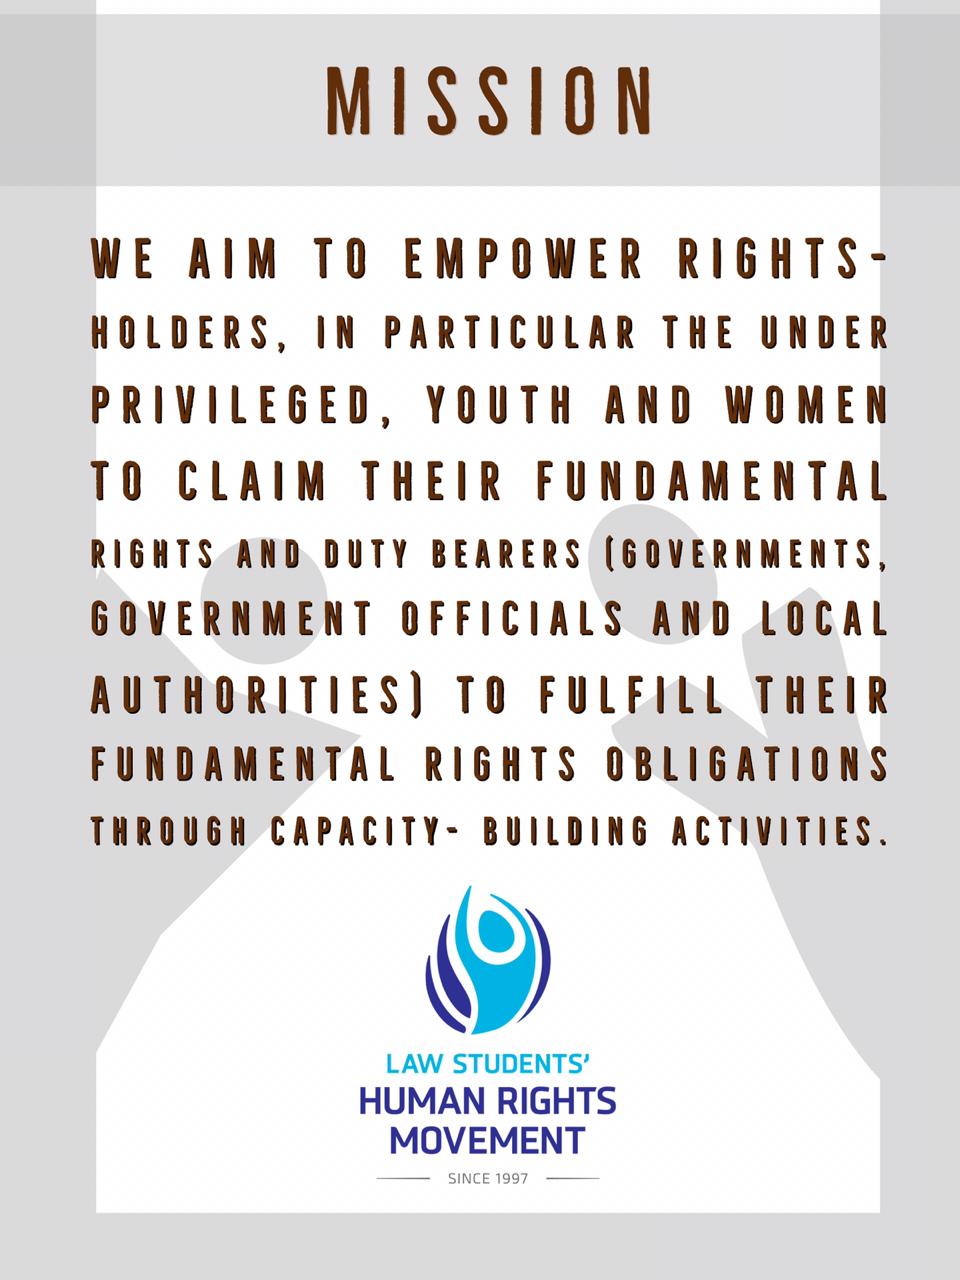 MISSION
WE AIM TO EMPOWER RIGHTS-
HOLDERS, IN PARTICULAR THE UNDER
PRIVILEGED, YOUTH AND WOMEN
TO CLAIM THEIR FUNDAMENTAL
RIGHTS AND DUTY BEARERS (GOVERNMENTS,
GOVERNMENT OFFICIALS AND LOCAL
AUTHORITIES) TO FULFILL THEIR
FUNDAMENTAL RIGHTS OBLIGATIONS
THROUGH CAPACITY- BUILDING ACTIVITIES.
LAW STUDENTS’
HUMAN RIGHTS
MOVEMENT
SINCE 1997